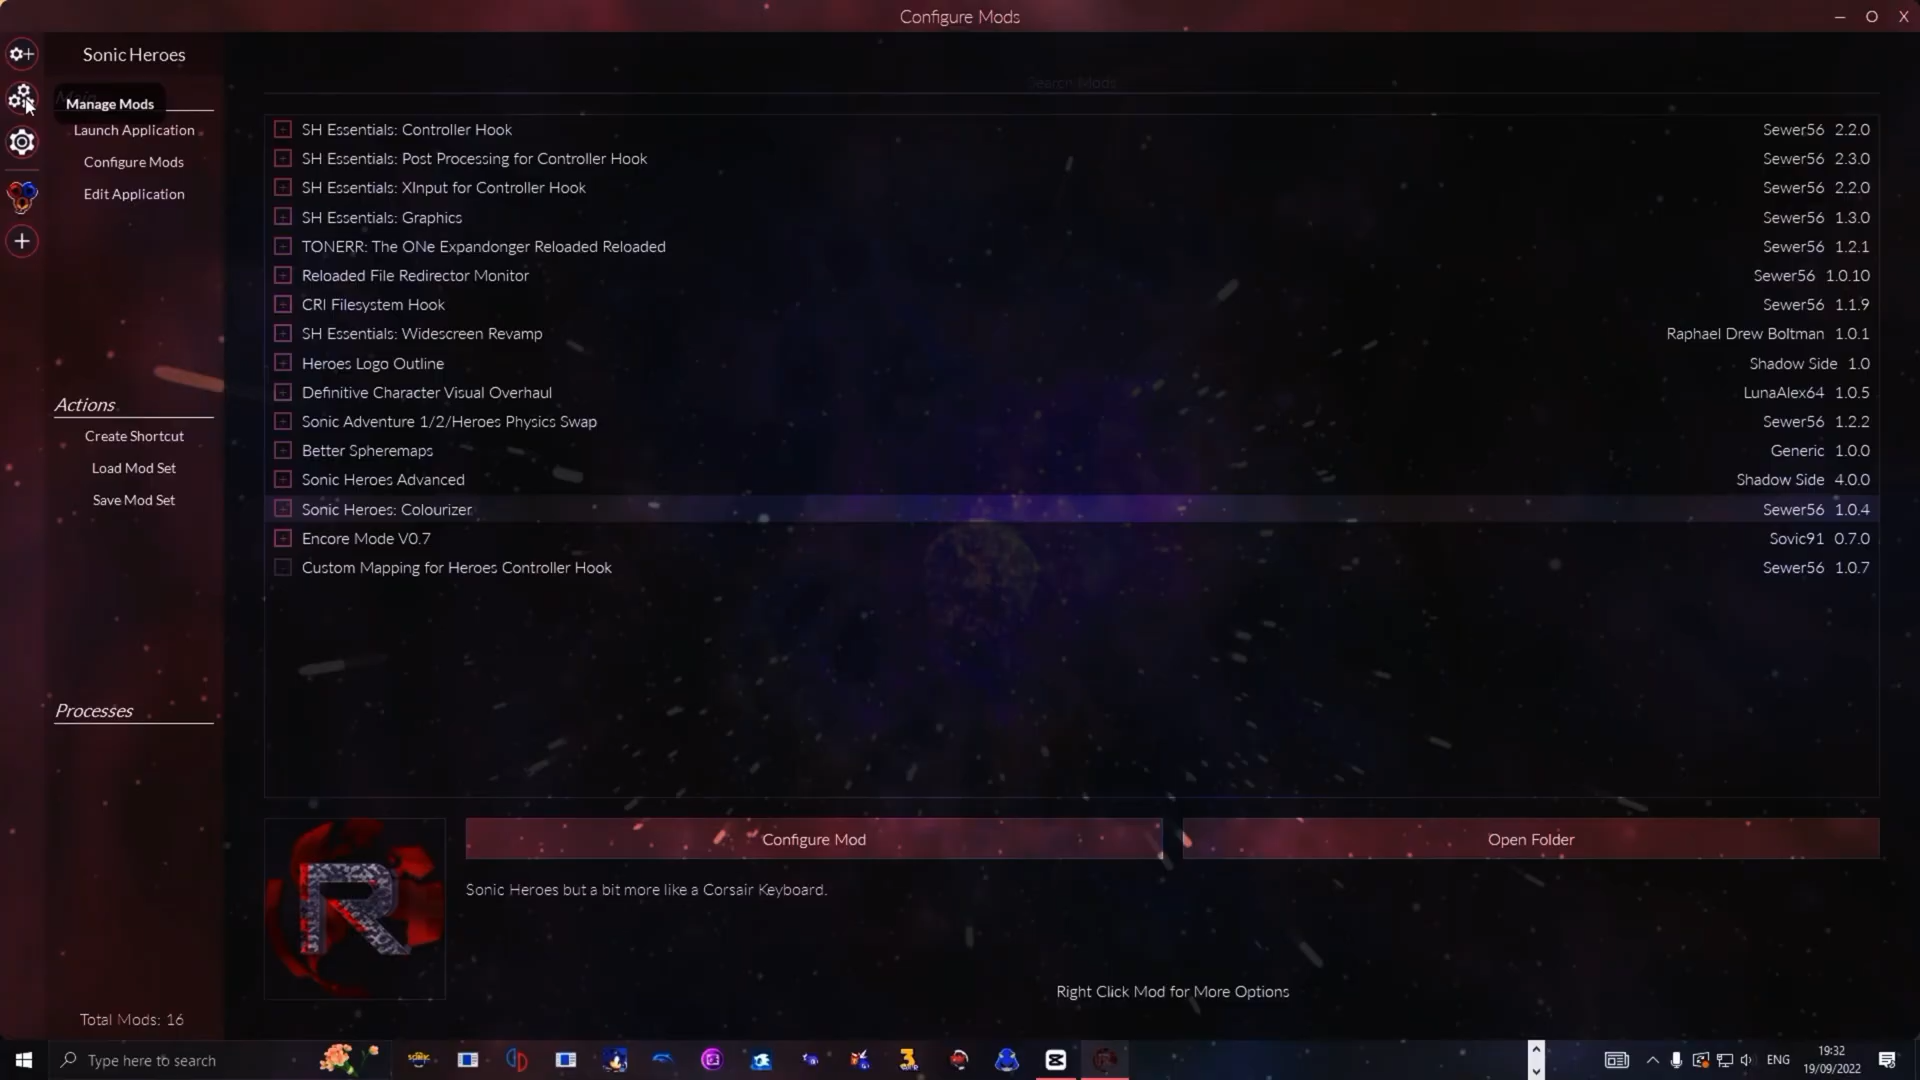 Configure Mods
Sonic Heroes
Main
Manage Mods
Launch Application
Configure Mods
Edit Application
Actions
Create Shortcut
Load Mod Set
Save Mod Set
Processes
Total Mods: 16
Search Mods
SH Essentials: Controller Hook Sewer56 2.2.0
SH Essentials: Post Processing for Controller Hook Sewer56 2.3.0
SH Essentials: XInput for Controller Hook Sewer56 2.2.0
SH Essentials: Graphics Sewer56 1.3.0
TONERR: The ONe Expandonger Reloaded Reloaded Sewer56 1.2.1
Reloaded File Redirector Monitor Sewer56 1.0.10
CRI Filesystem Hook Sewer56 1.1.9
SH Essentials: Widescreen Revamp Raphael Drew Boltman 1.0.1
Heroes Logo Outline Shadow Side 1.0
Definitive Character Visual Overhaul LunaAlex64 1.0.5
Sonic Adventure 1/2/Heroes Physics Swap Sewer56 1.2.2
Better Spheremaps Generic 1.0.0
Sonic Heroes Advanced Shadow Side 4.0.0
Sonic Heroes: Colourizer Sewer56 1.0.4
Encore Mode V0.7 Sovic91 0.7.0
Custom Mapping for Heroes Controller Hook Sewer56 1.0.7
Configure Mod
Open Folder
Sonic Heroes but a bit more like a Corsair Keyboard.
Right Click Mod for More Options
Type here to search
ENG
19:32
19/09/2022